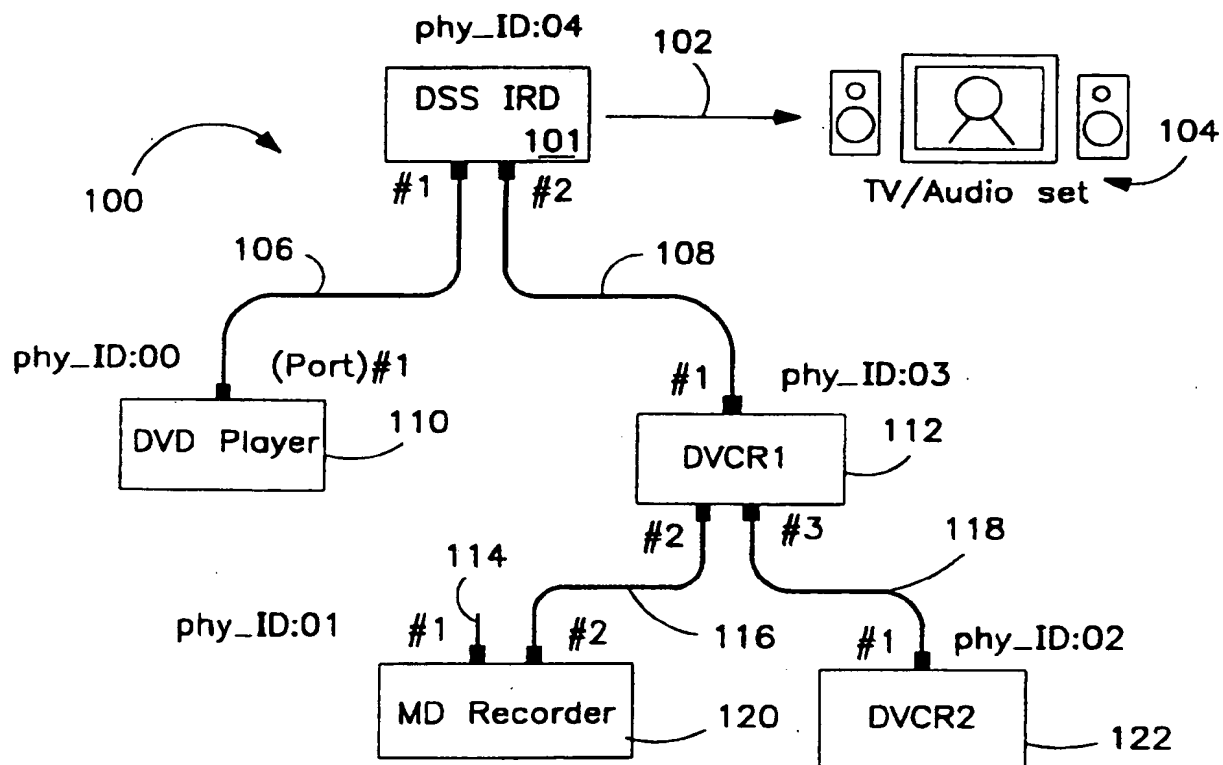 phy_ID:04
102
DSS IRD
101
104
100
#1
#2
TV/Audio set
106
108
phy_ID:00
(Port)#1
#1
phy_ID:03
DVD Player
110
DVCR1
112
#2
#3
118
114
phy_ID:01
#1
#2
116
#1
phy_ID:02
MD Recorder
120
DVCR2
122